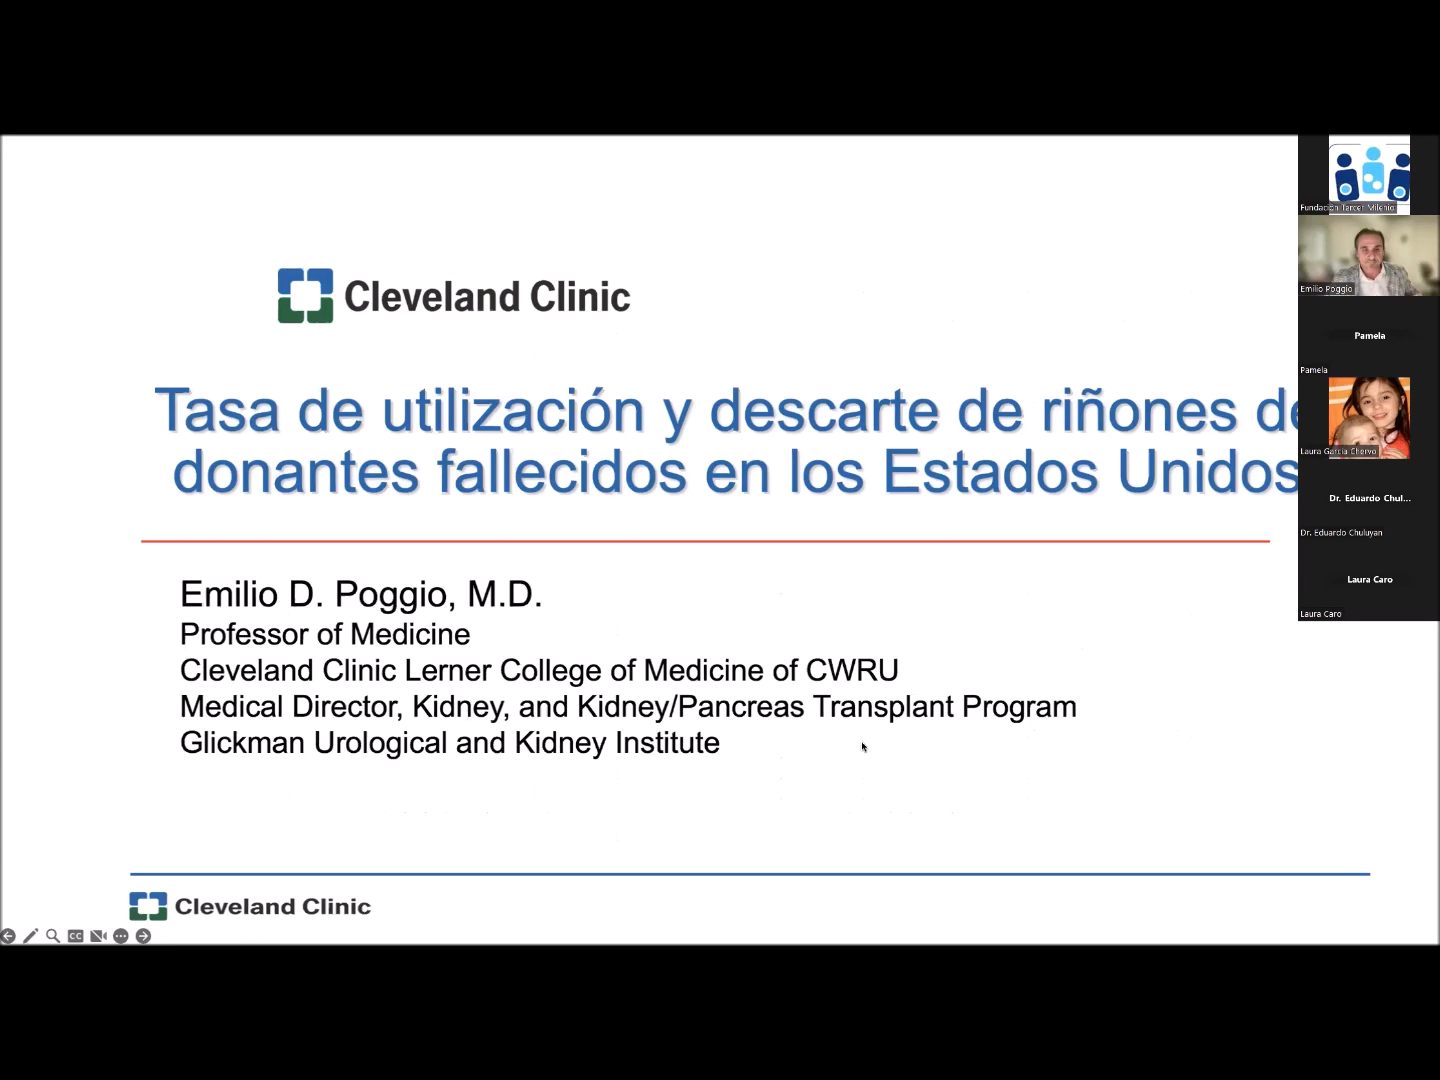 Cleveland Clinic
Tasa de utilización y descarte de riñones de
donantes fallecidos en los Estados Unidos
Emilio D. Poggio, M.D.
Professor of Medicine
Cleveland Clinic Lerner College of Medicine of CWRU
Medical Director, Kidney, and Kidney/Pancreas Transplant Program
Glickman Urological and Kidney Institute
Cleveland Clinic
CC
Fundación Tercer Milenio
Emilio Poggio
Pamela
Pamela
Laura García Chervo
Dr. Eduardo Chul...
Dr. Eduardo Chuluyan
Laura Caro
Laura Caro